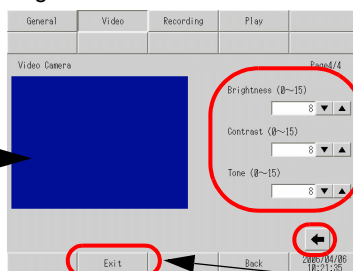 General Video Recording Play
Video Camera Page4/4
Brightness (0~15)
8
Contrast (0~15)
8
Tone (0~15)
8
Exit Back 2006/04/06
10:21:35